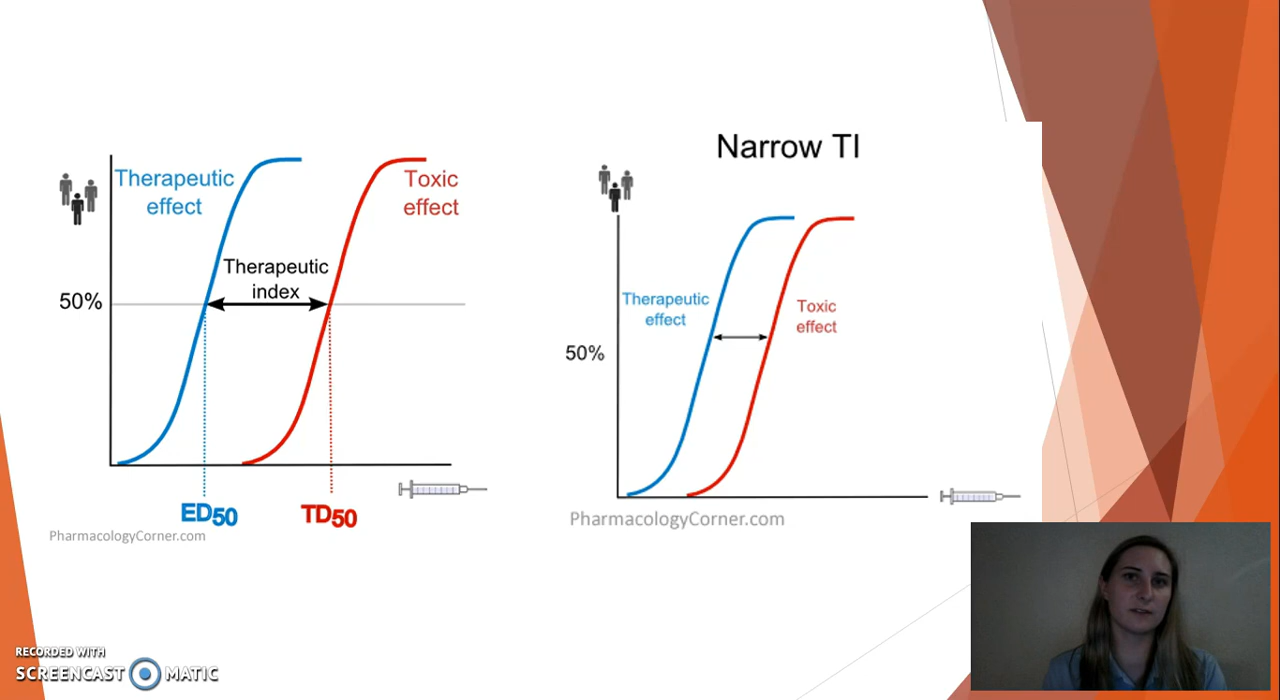 Therapeutic
effect
Toxic
effect
Therapeutic
index
50%
ED50
TD50
PharmacologyCorner.com
Narrow TI
Therapeutic
effect
Toxic
effect
50%
PharmacologyCorner.com
RECORDED WITH
SCREENCAST MATIC